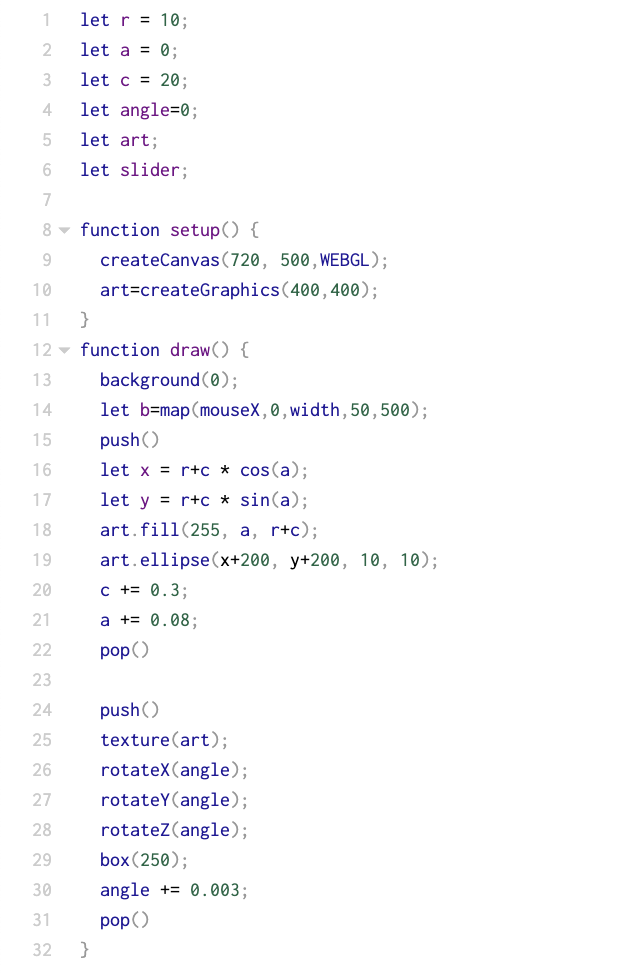 1 let r = 10;
2 let a = 0;
3 let c = 20;
4 let angle=0;
5 let art;
6 let slider;
7
8 function setup() {
9   createCanvas(720, 500,WEBGL);
10   art=createGraphics(400,400);
11 }
12 function draw() {
13   background(0);
14   let b=map(mouseX,0,width,50,500);
15   push()
16   let x = r+c * cos(a);
17   let y = r+c * sin(a);
18   art.fill(255, a, r+c);
19   art.ellipse(x+200, y+200, 10, 10);
20   c += 0.3;
21   a += 0.08;
22   pop()
23
24   push()
25   texture(art);
26   rotateX(angle);
27   rotateY(angle);
28   rotateZ(angle);
29   box(250);
30   angle += 0.003;
31   pop()
32 }